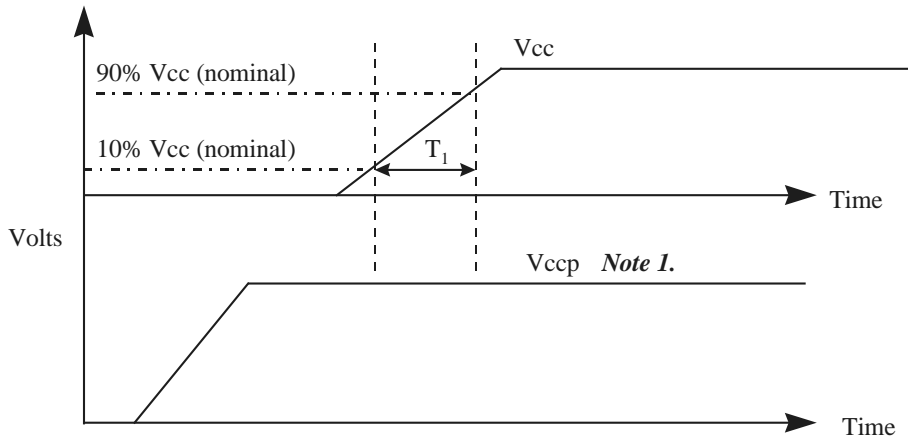 Vcc
90% Vcc (nominal)
10% Vcc (nominal)
T1
Time
Volts
Vccp Note 1.
Time